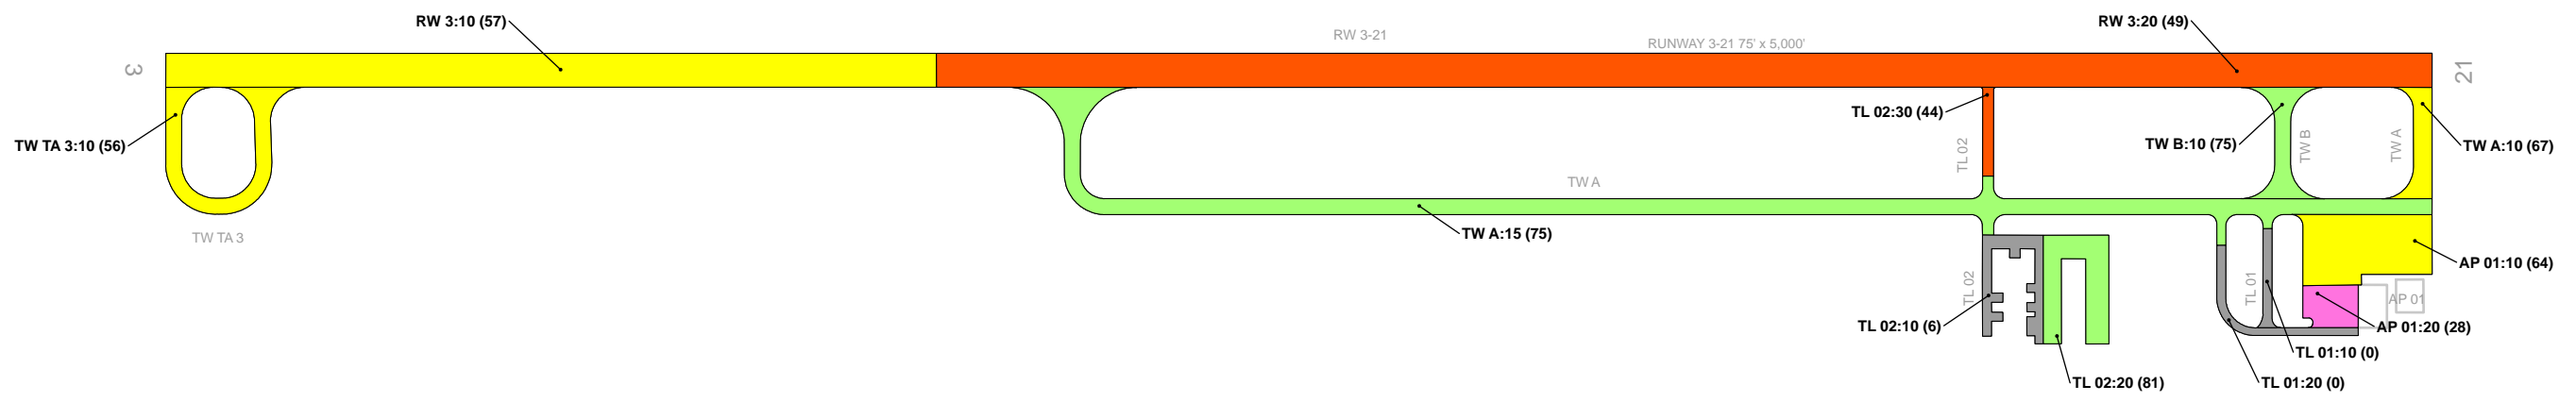 RW 3:10 (57)
RW 3:20 (49)
RW 3-21
RUNWAY 3-21 75' x 5,000'
3
21
TL 02:30 (44)
TW TA 3:10 (56)
TW B:10 (75)
TW B
TW A
TW A:10 (67)
TL 02
TW A
TW TA 3
TW A:15 (75)
AP 01:10 (64)
TL 02
TL 01
AP 01
TL 02:10 (6)
AP 01:20 (28)
TL 01:10 (0)
TL 02:20 (81)
TL 01:20 (0)